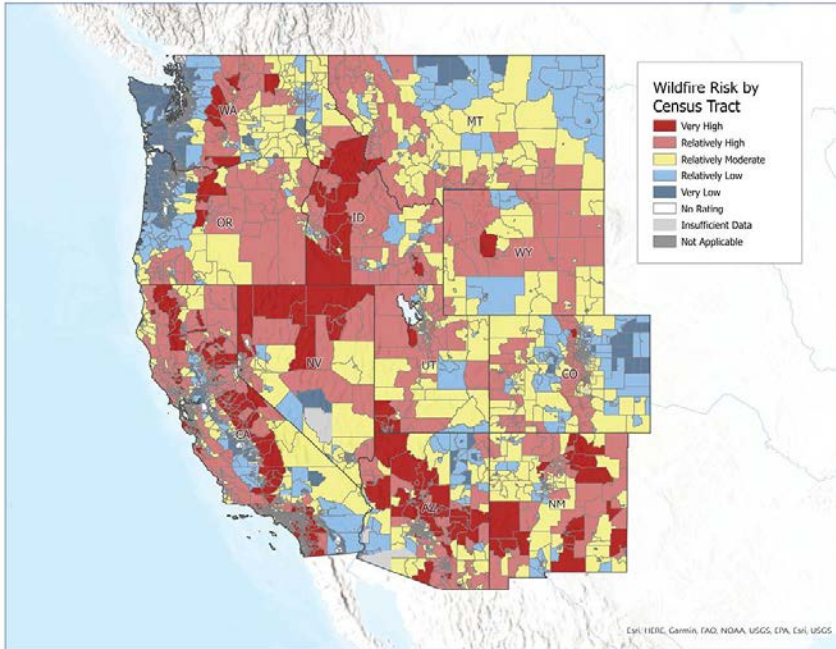 Wildfire Risk by
Census Tract
Very High
Relatively High
Relatively Moderate
Relatively Low
Very Low
No Rating
Insufficient Data
Not Applicable
WA
MT
OR
ID
WY
NV
UT
CO
CA
AZ
NM
Esri, HERE, Garmin, FAO, NOAA, USGS, EPA, Esri, USGS